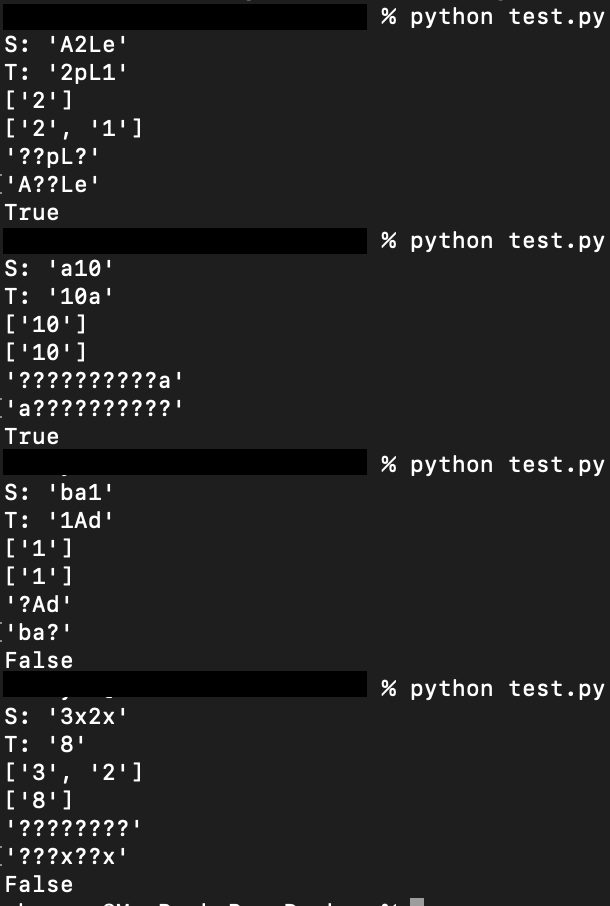 % python test.py
S: 'A2Le'
T: '2pL1'
['2']
['2', '1']
'??pL?'
'A??Le'
True
% python test.py
S: 'a10'
T: '10a'
['10']
['10']
'??????????a'
'a??????????'
True
% python test.py
S: 'ba1'
T: '1Ad'
['1']
['1']
'?Ad'
'ba?'
False
% python test.py
S: '3x2x'
T: '8'
['3', '2']
['8']
'????????'
'???x??x'
False